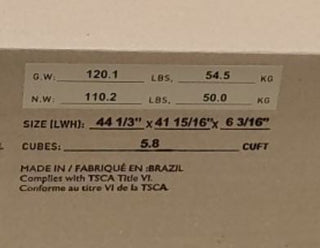 G.W: 120.1 LBS, 54.5 KG
N.W: 110.2 LBS, 50.0 KG
SIZE (LWH): 44 1/3" x 41 15/16"x 6 3/16"
CUBES: 5.8 CUFT
MADE IN / FABRIQUÉ EN :BRAZIL
Complies with TSCA Title VI.
Conforme au titre VI de la TSCA